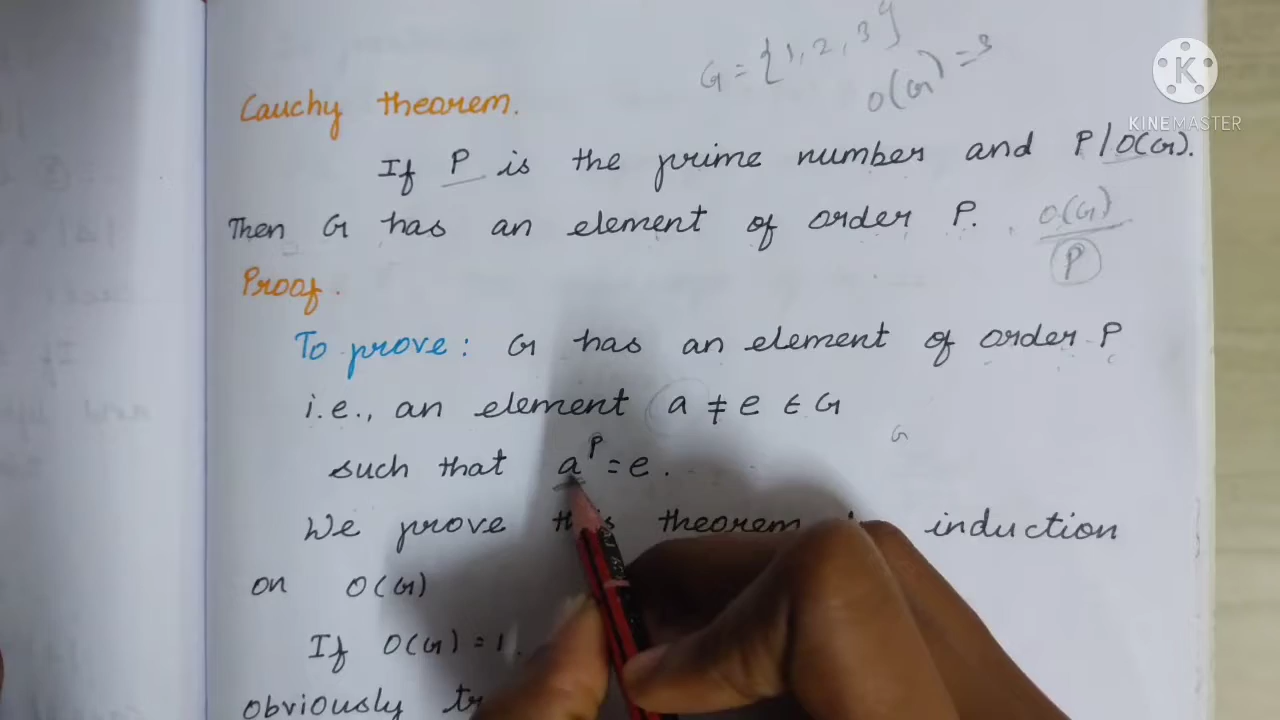 G = {1, 2, 3}
O(G) = 3
KINEMASTER
Cauchy theorem.
If P is the prime number and P/O(G).
Then G has an element of order P. O(G)/P
Proof.
To prove: G has an element of order P
i.e., an element a ≠ e ∈ G
G
such that a^P = e.
We prove theorem induction
on O(G)
If O(G) = 1.
obviously